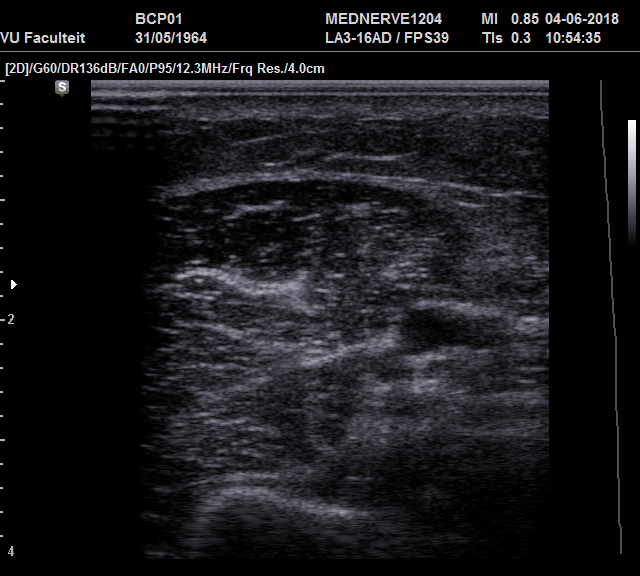 BCP01 MEDNERVE1204 MI 0.85 04-06-2018
VU Faculteit 31/05/1964 LA3-16AD / FPS39 TIs 0.3 10:54:35
[2D]/G60/DR136dB/FA0/P95/12.3MHz/Frq Res./4.0cm
S
2
4